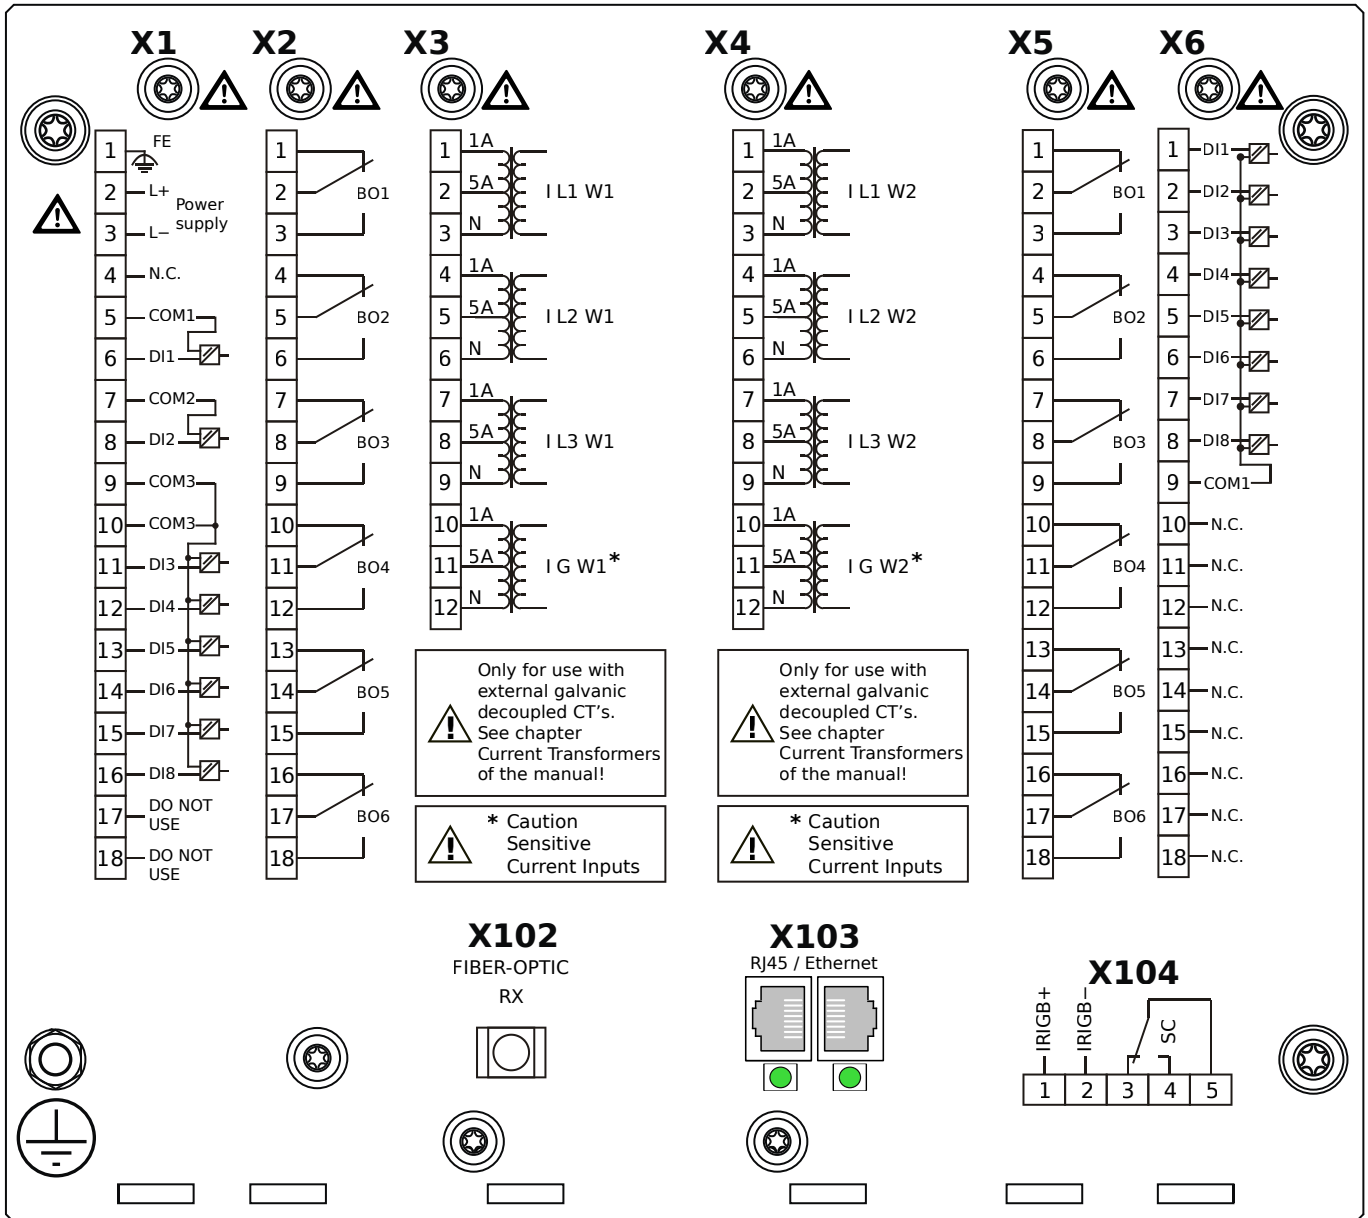 X1 X2 X3 X4 X5 X6
1 FE
2 L+
3 L−
Power
supply
4 N.C.
5 COM1
6 DI1
7 COM2
8 DI2
9 COM3
10 COM3
11 DI3
12 DI4
13 DI5
14 DI6
15 DI7
16 DI8
17 DO NOT
USE
18 DO NOT
USE
1
2 BO1
3
4
5 BO2
6
7
8 BO3
9
10
11 BO4
12
13
14 BO5
15
16
17 BO6
18
1 1A
2 5A I L1 W1
3 N
4 1A
5 5A I L2 W1
6 N
7 1A
8 5A I L3 W1
9 N
10 1A
11 5A I G W1*
12 N
Only for use with
external galvanic
decoupled CT's.
See chapter
Current Transformers
of the manual!
* Caution
Sensitive
Current Inputs
1 1A
2 5A I L1 W2
3 N
4 1A
5 5A I L2 W2
6 N
7 1A
8 5A I L3 W2
9 N
10 1A
11 5A I G W2*
12 N
Only for use with
external galvanic
decoupled CT's.
See chapter
Current Transformers
of the manual!
* Caution
Sensitive
Current Inputs
1
2 BO1
3
4
5 BO2
6
7
8 BO3
9
10
11 BO4
12
13
14 BO5
15
16
17 BO6
18
1 DI1
2 DI2
3 DI3
4 DI4
5 DI5
6 DI6
7 DI7
8 DI8
9 COM1
10 N.C.
11 N.C.
12 N.C.
13 N.C.
14 N.C.
15 N.C.
16 N.C.
17 N.C.
18 N.C.
X102
FIBER-OPTIC
RX
X103
RJ45 / Ethernet
X104
IRIGB+
IRIGB−
SC
1 2 3 4 5